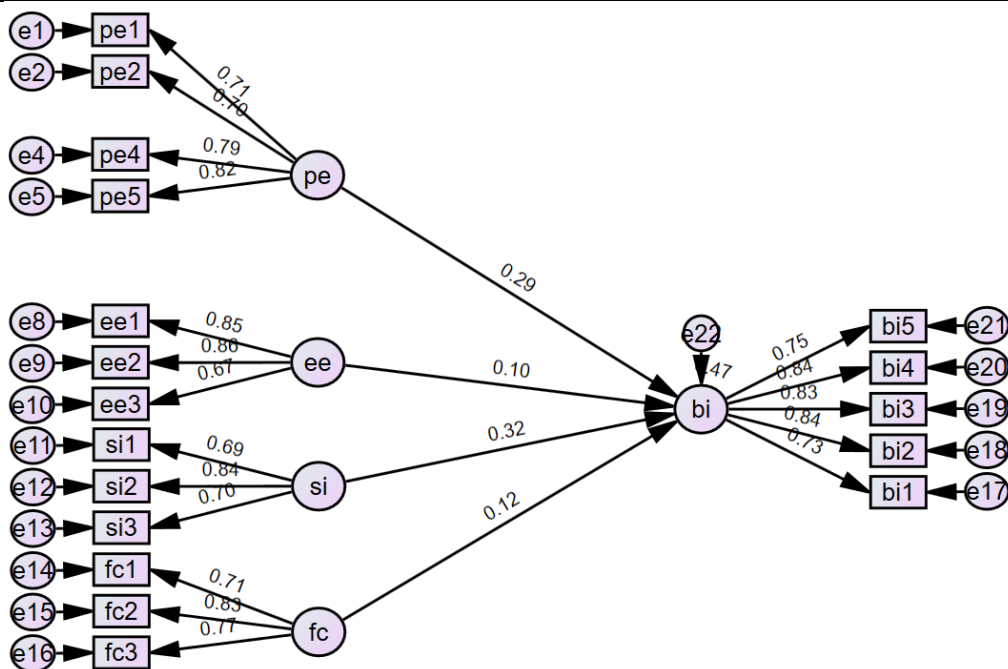 e1 pe1
e2 pe2
0.71
0.70
e4 pe4 0.79
e5 pe5 0.82
pe
0.29
e8 ee1 0.85
e9 ee2 0.86
e10 ee3 0.67
ee
0.10
e11 si1 0.69
e12 si2 0.84
e13 si3 0.70
si
0.32
e14 fc1 0.71
e15 fc2 0.83
e16 fc3 0.77
fc
0.12
e22
.47
bi
0.75 bi5 e21
0.84 bi4 e20
0.83 bi3 e19
0.84 bi2 e18
0.73 bi1 e17